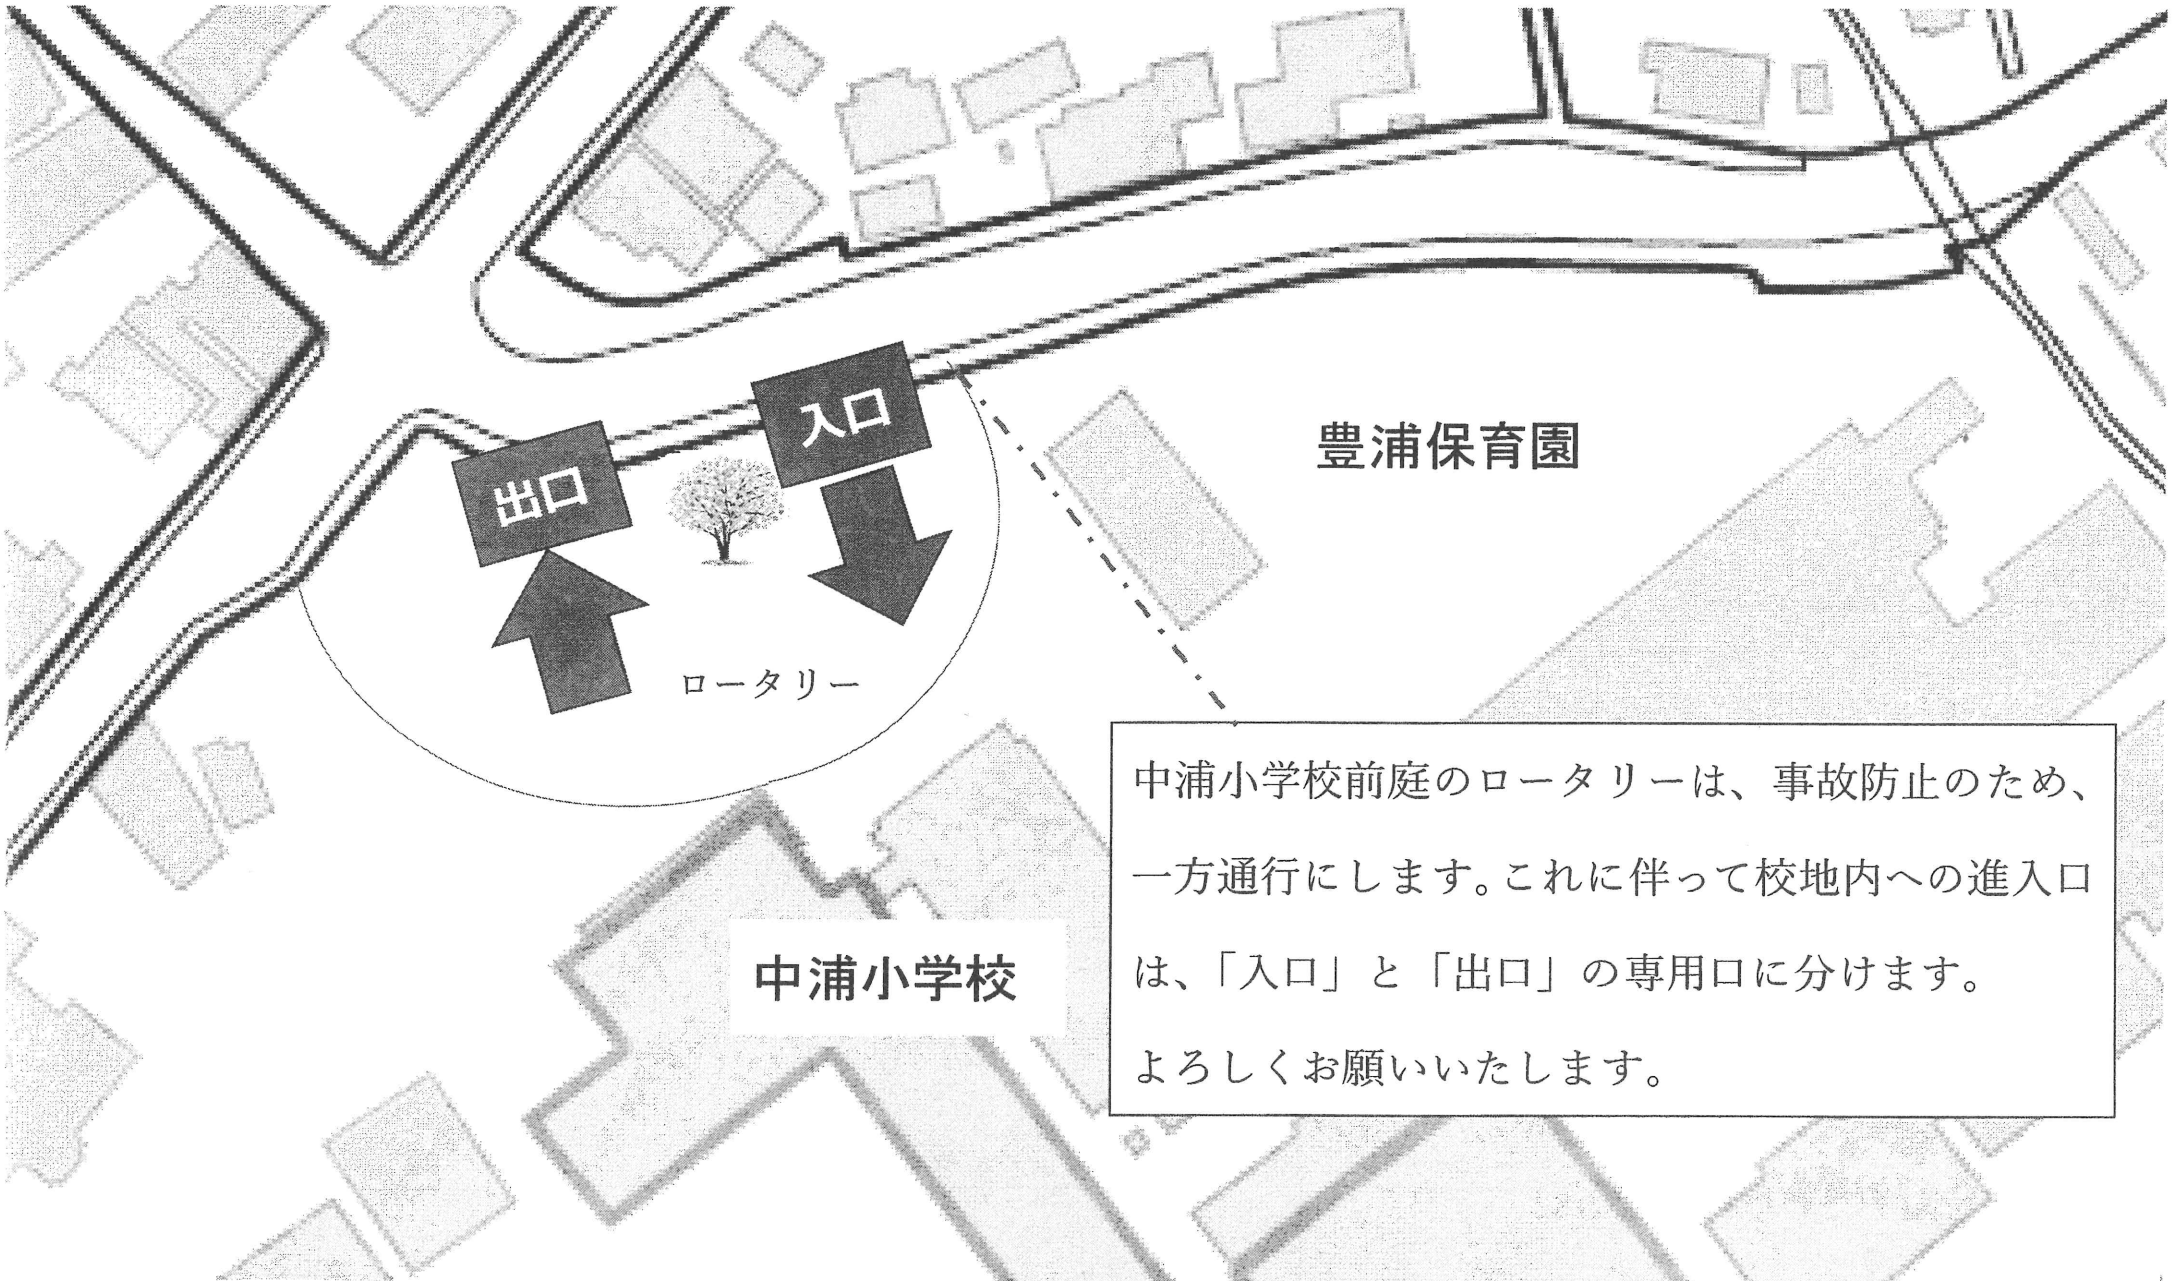 入口
出口
豊浦保育園
ロータリー
中浦小学校前庭のロータリーは、事故防止のため、
一方通行にします。これに伴って校地内への進入口
は、「入口」と「出口」の専用口に分けます。
よろしくお願いいたします。
中浦小学校